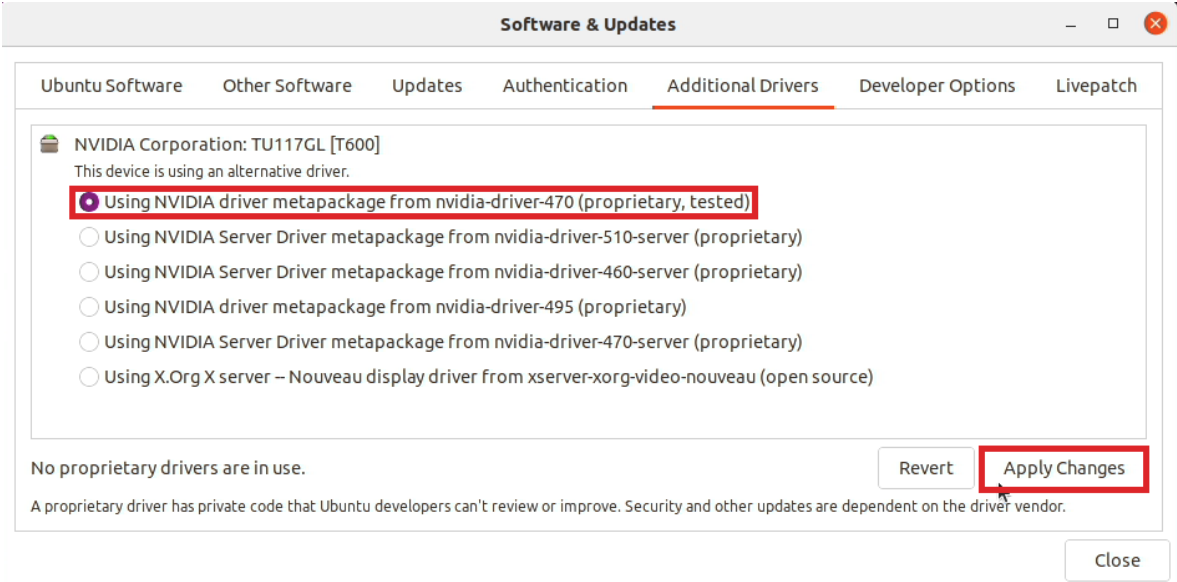 Software & Updates
Ubuntu Software Other Software Updates Authentication Additional Drivers Developer Options Livepatch
NVIDIA Corporation: TU117GL [T600]
This device is using an alternative driver.
Using NVIDIA driver metapackage from nvidia-driver-470 (proprietary, tested)
Using NVIDIA Server Driver metapackage from nvidia-driver-510-server (proprietary)
Using NVIDIA Server Driver metapackage from nvidia-driver-460-server (proprietary)
Using NVIDIA driver metapackage from nvidia-driver-495 (proprietary)
Using NVIDIA Server Driver metapackage from nvidia-driver-470-server (proprietary)
Using X.Org X server -- Nouveau display driver from xserver-xorg-video-nouveau (open source)
No proprietary drivers are in use. Revert Apply Changes
A proprietary driver has private code that Ubuntu developers can't review or improve. Security and other updates are dependent on the driver vendor.
Close